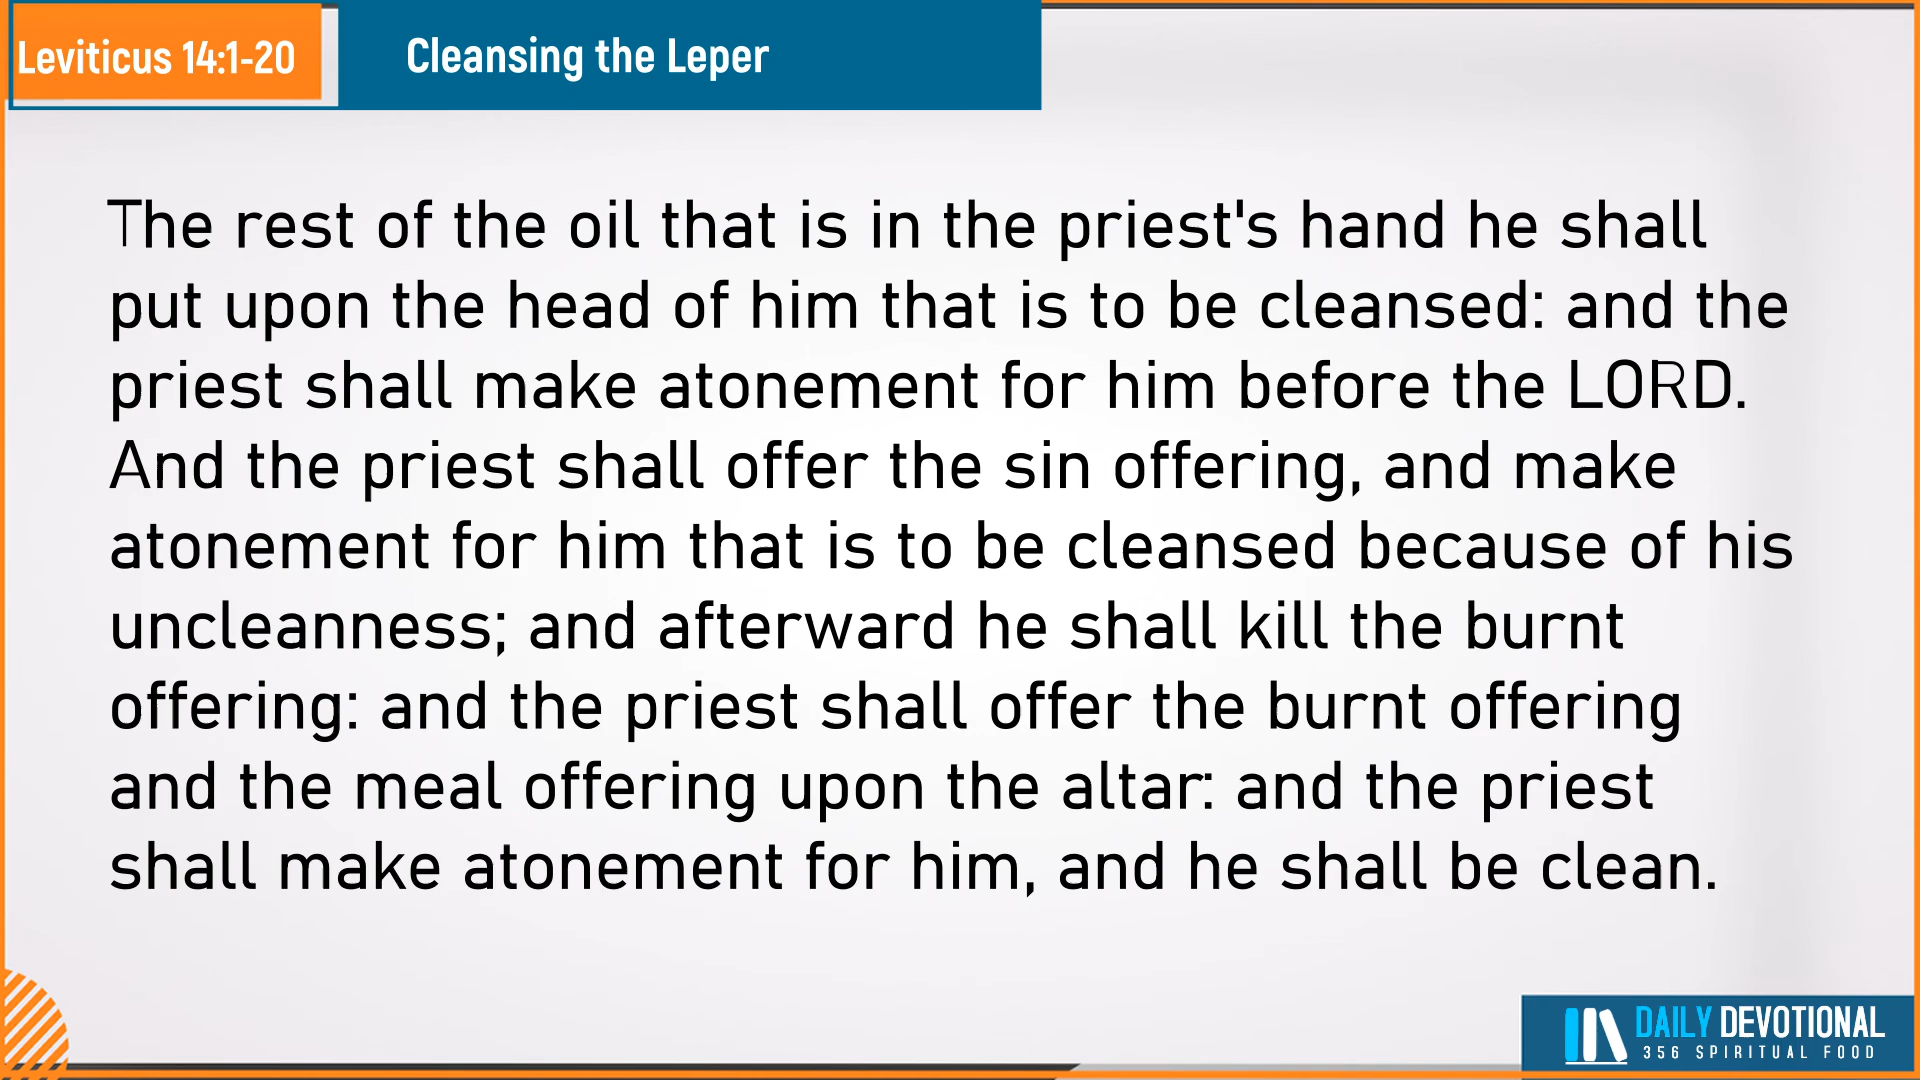 Leviticus 14:1-20
Cleansing the Leper
The rest of the oil that is in the priest's hand he shall
put upon the head of him that is to be cleansed: and the
priest shall make atonement for him before the LORD.
And the priest shall offer the sin offering, and make
atonement for him that is to be cleansed because of his
uncleanness; and afterward he shall kill the burnt
offering: and the priest shall offer the burnt offering
and the meal offering upon the altar: and the priest
shall make atonement for him, and he shall be clean.
DAILY DEVOTIONAL
356 SPIRITUAL FOOD